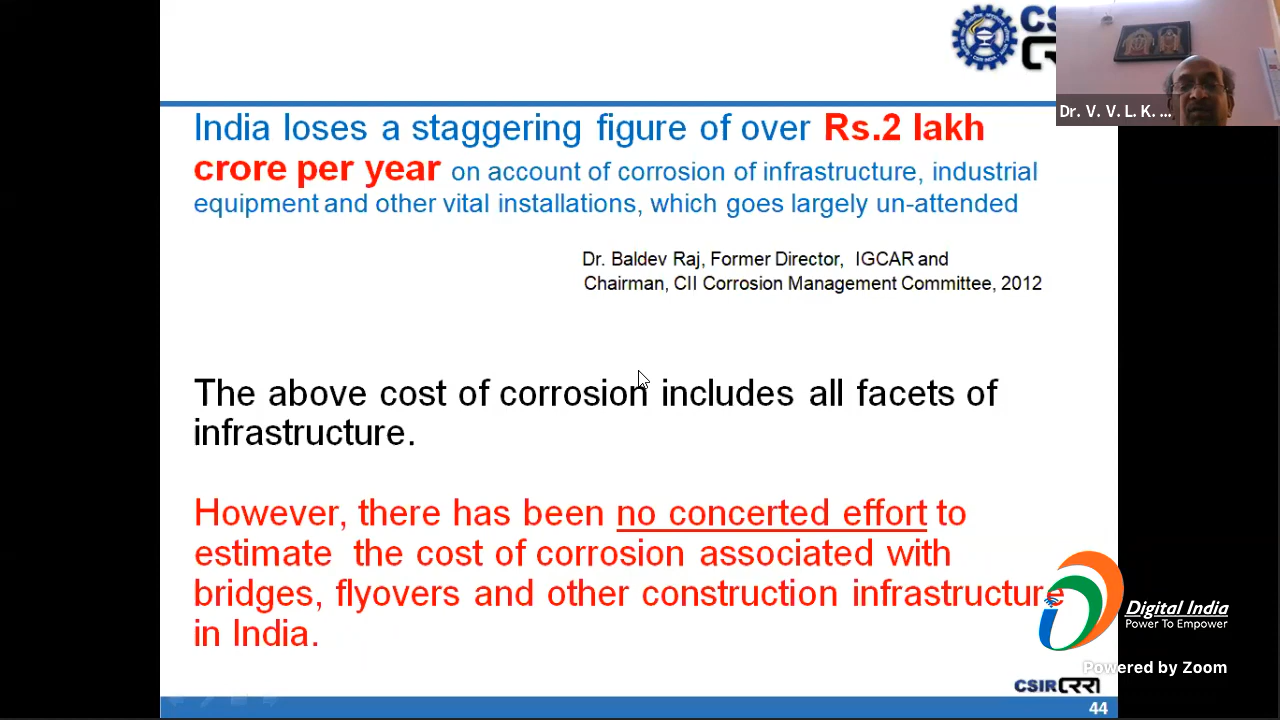 Dr. V. V. L. K. ...
India loses a staggering figure of over Rs.2 lakh
crore per year on account of corrosion of infrastructure, industrial
equipment and other vital installations, which goes largely un-attended
Dr. Baldev Raj, Former Director, IGCAR and
Chairman, CII Corrosion Management Committee, 2012
The above cost of corrosion includes all facets of
infrastructure.
However, there has been no concerted effort to
estimate the cost of corrosion associated with
bridges, flyovers and other construction infrastructure
in India.
Digital India
Power To Empower
Powered by Zoom
CSIR CRRI
44